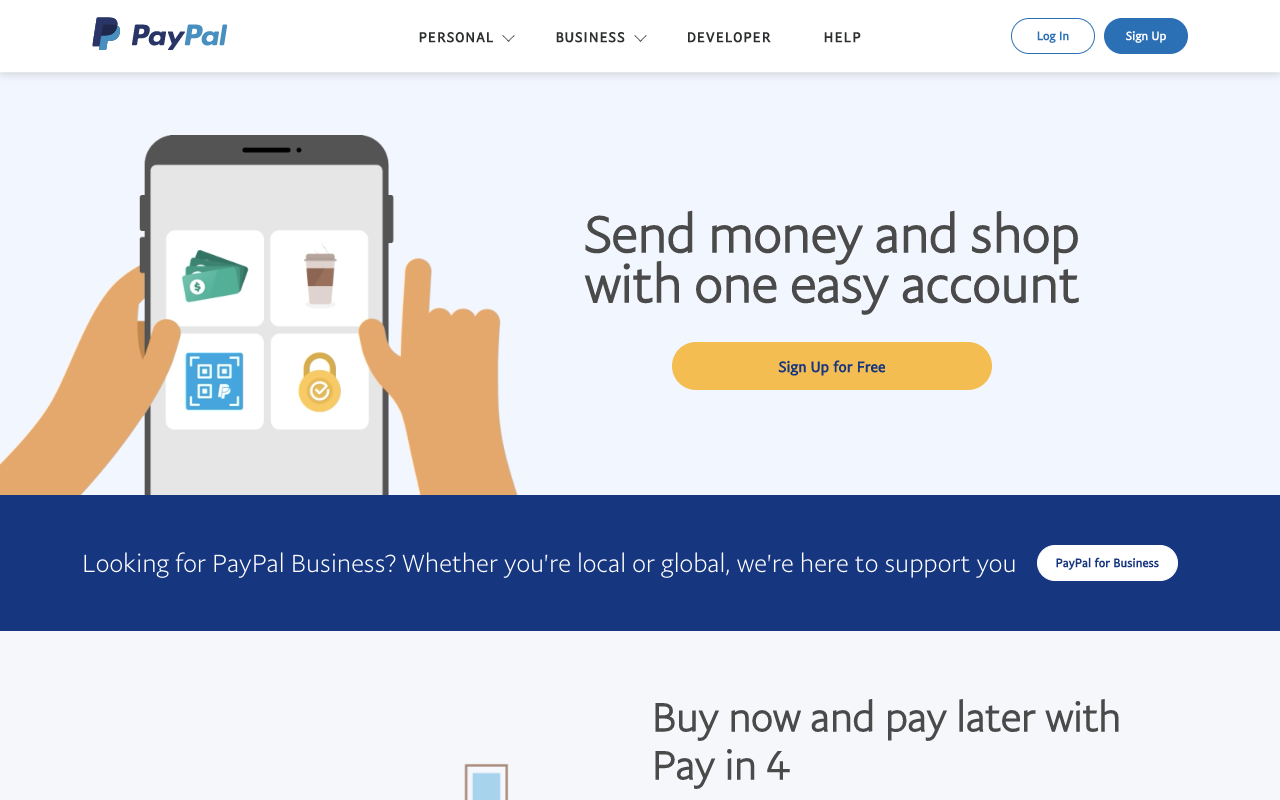 PayPal
PERSONAL
BUSINESS
DEVELOPER
HELP
Log In
Sign Up
Send money and shop
with one easy account
Sign Up for Free
Looking for PayPal Business? Whether you're local or global, we're here to support you
PayPal for Business
Buy now and pay later with
Pay in 4